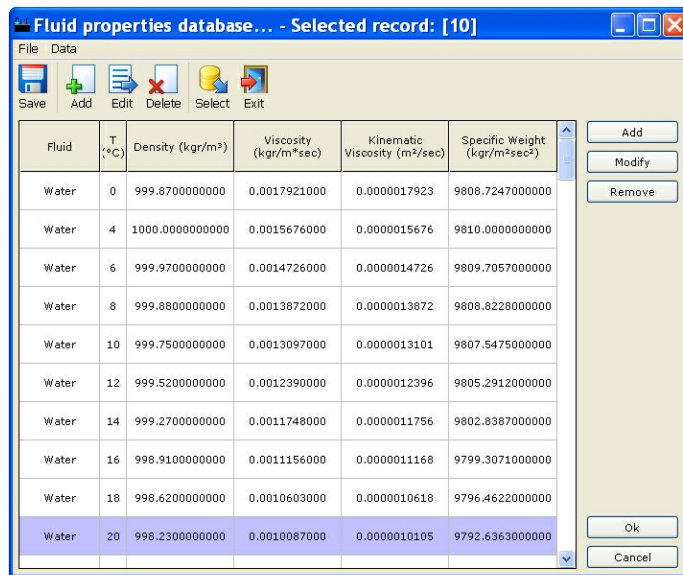 Fluid properties database... - Selected record: [10]
File Data
Save Add Edit Delete Select Exit
Fluid T (°C) Density (kgr/m³) Viscosity (kgr/m*sec) Kinematic Viscosity (m²/sec) Specific Weight (kgr/m²sec²)
Water 0 999.8700000000 0.0017921000 0.0000017923 9808.7247000000
Water 4 1000.0000000000 0.0015676000 0.0000015676 9810.0000000000
Water 6 999.9700000000 0.0014726000 0.0000014726 9809.7057000000
Water 8 999.8800000000 0.0013872000 0.0000013872 9808.8228000000
Water 10 999.7500000000 0.0013097000 0.0000013101 9807.5475000000
Water 12 999.5200000000 0.0012390000 0.0000012396 9805.2912000000
Water 14 999.2700000000 0.0011748000 0.0000011756 9802.8387000000
Water 16 998.9100000000 0.0011156000 0.0000011168 9799.3071000000
Water 18 998.6200000000 0.0010603000 0.0000010618 9796.4622000000
Water 20 998.2300000000 0.0010087000 0.0000010105 9792.6363000000
Add
Modify
Remove
Ok
Cancel